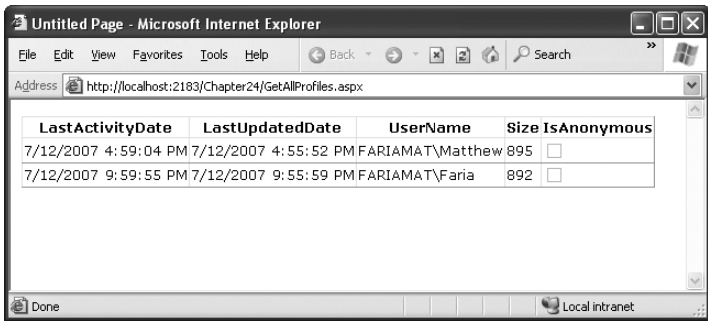 Untitled Page - Microsoft Internet Explorer
File Edit View Favorites Tools Help Back Search »
Address http://localhost:2183/Chapter24/GetAllProfiles.aspx
LastActivityDate LastUpdatedDate UserName Size IsAnonymous
7/12/2007 4:59:04 PM 7/12/2007 4:55:52 PM FARIAMAT\Matthew 895
7/12/2007 9:59:55 PM 7/12/2007 9:55:59 PM FARIAMAT\Faria 892
Done Local intranet